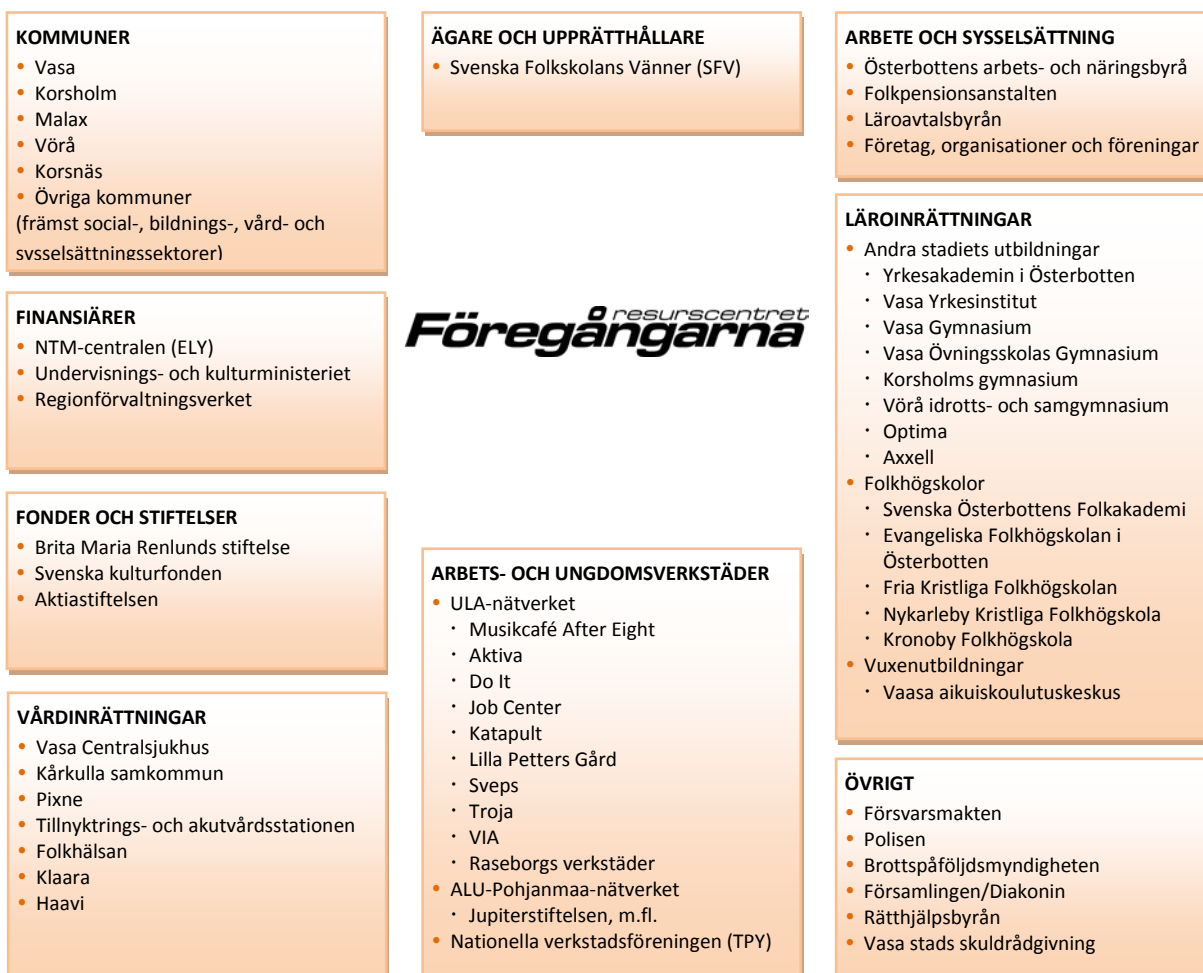 KOMMUNER
• Vasa
• Korsholm
• Malax
• Vörå
• Korsnäs
• Övriga kommuner
(främst social-, bildnings-, vård- och
sysselsättningssektorer)
FINANSIÄRER
• NTM-centralen (ELY)
• Undervisnings- och kulturministeriet
• Regionförvaltningsverket
FONDER OCH STIFTELSER
• Brita Maria Renlunds stiftelse
• Svenska kulturfonden
• Aktiastiftelsen
VÅRDINRÄTTNINGAR
• Vasa Centralsjukhus
• Kårkulla samkommun
• Pixne
• Tillnyktrings- och akutvårdsstationen
• Folkhälsan
• Klaara
• Haavi
ÄGARE OCH UPPRÄTTHÅLLARE
• Svenska Folkskolans Vänner (SFV)
resurscentret
Föregångarna
ARBETS- OCH UNGDOMSVERKSTÄDER
• ULA-nätverket
· Musikcafé After Eight
· Aktiva
· Do It
· Job Center
· Katapult
· Lilla Petters Gård
· Sveps
· Troja
· VIA
· Raseborgs verkstäder
• ALU-Pohjanmaa-nätverket
· Jupiterstiftelsen, m.fl.
• Nationella verkstadsföreningen (TPY)
ARBETE OCH SYSSELSÄTTNING
• Österbottens arbets- och näringsbyrå
• Folkpensionsanstalten
• Läroavtalsbyrån
• Företag, organisationer och föreningar
LÄROINRÄTTNINGAR
• Andra stadiets utbildningar
· Yrkesakademin i Österbotten
· Vasa Yrkesinstitut
· Vasa Gymnasium
· Vasa Övningsskolas Gymnasium
· Korsholms gymnasium
· Vörå idrotts- och samgymnasium
· Optima
· Axxell
• Folkhögskolor
· Svenska Österbottens Folkakademi
· Evangeliska Folkhögskolan i
Österbotten
· Fria Kristliga Folkhögskolan
· Nykarleby Kristliga Folkhögskola
· Kronoby Folkhögskola
• Vuxenutbildningar
· Vaasa aikuiskoulutuskeskus
ÖVRIGT
• Försvarsmakten
• Polisen
• Brottspåföljdsmyndigheten
• Församlingen/Diakonin
• Rätthjälpsbyrån
• Vasa stads skuldrådgivning